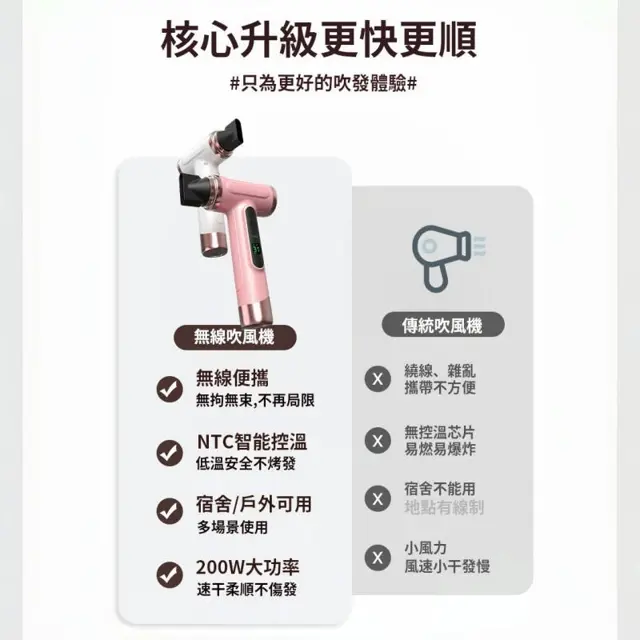 核心升級更快更順
#只為更好的吹發體驗#
無線吹風機
無線便攜
無拘無束,不再局限
NTC智能控溫
低溫安全不烤發
宿舍/戶外可用
多場景使用
200W大功率
速干柔順不傷發
傳統吹風機
X
繞線、雜亂
攜帶不方便
X
無控溫芯片
易燃易爆炸
X
宿舍不能用
地點有線制
X
小風力
風速小干發慢